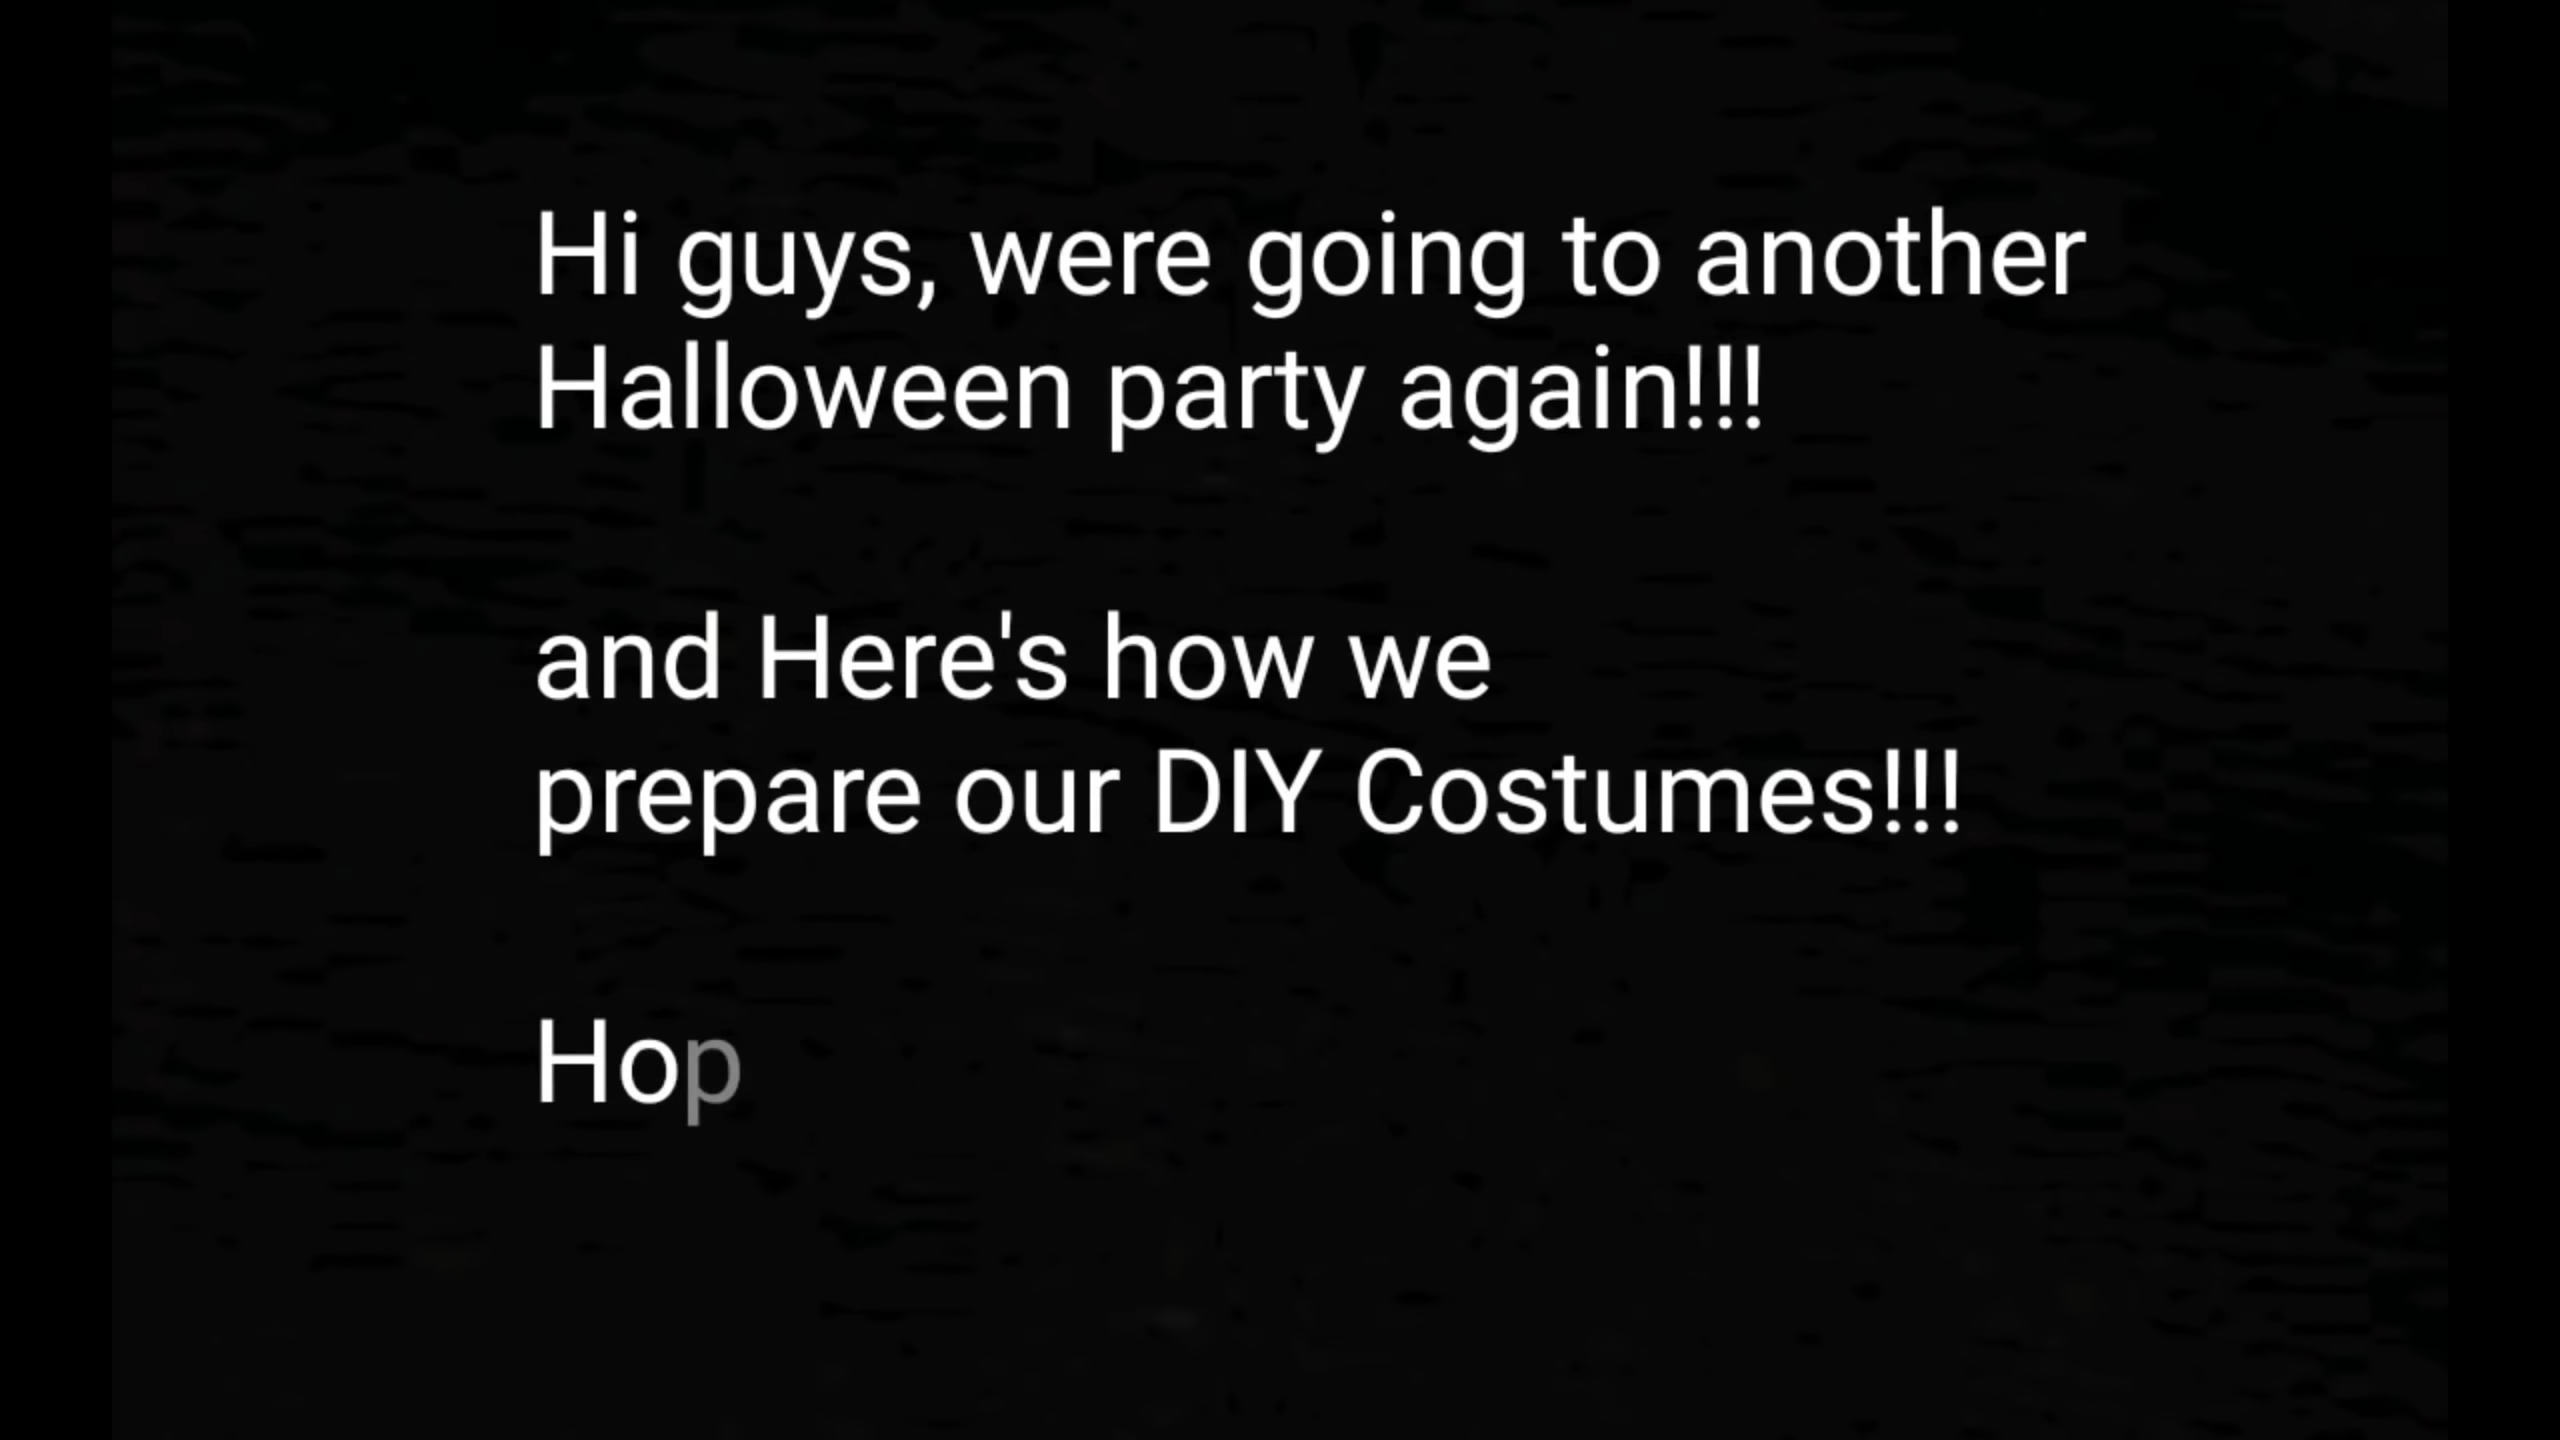 Hi guys, were going to another
Halloween party again!!!
and Here's how we
prepare our DIY Costumes!!!
Hop